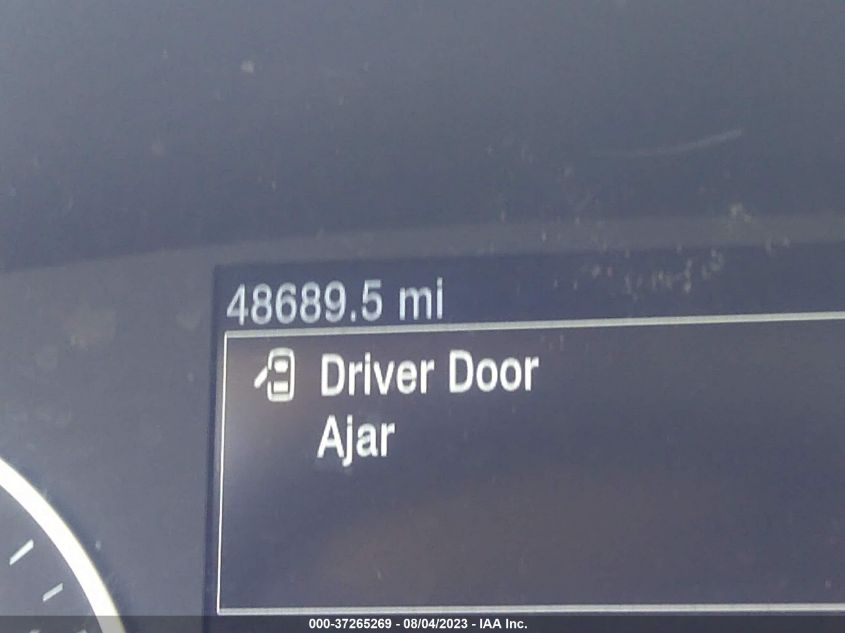 48689.5 mi
Driver Door
Ajar
000-37265269 - 08/04/2023 - IAA Inc.